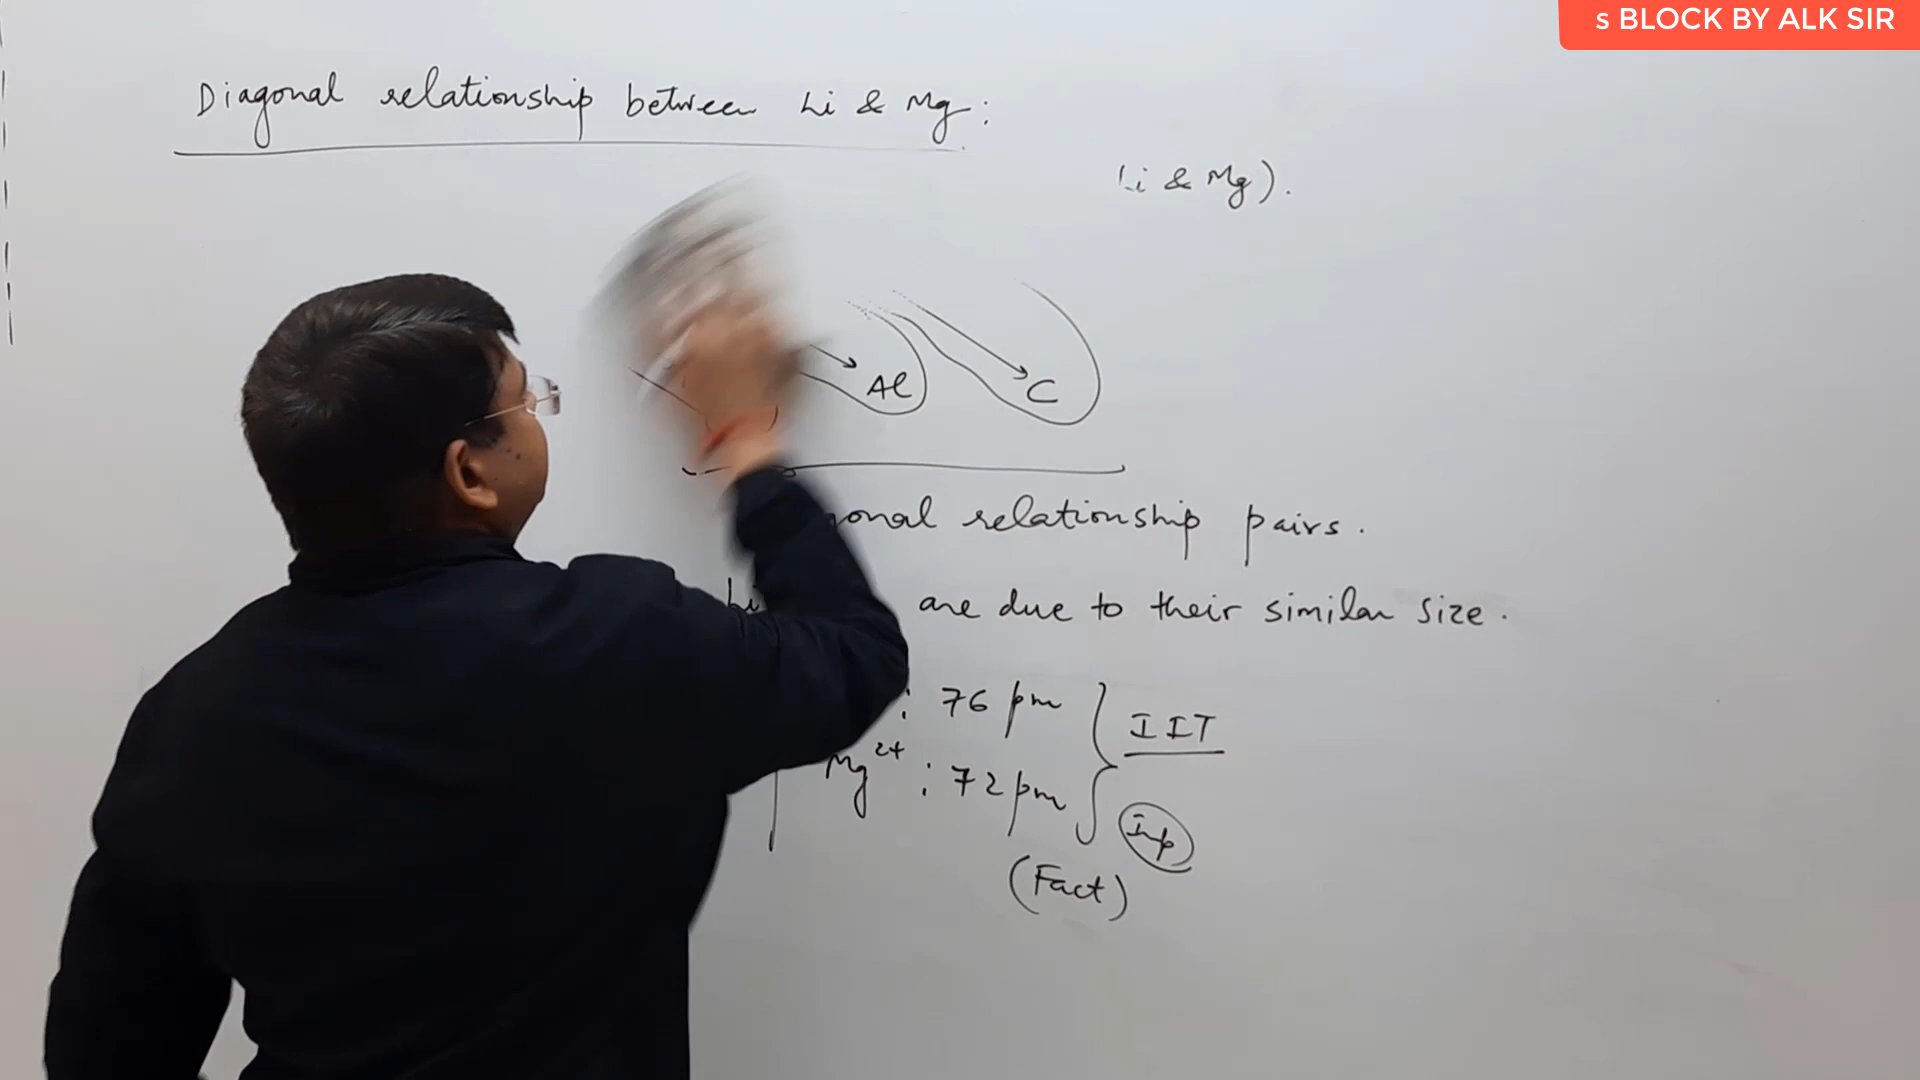 s BLOCK BY ALK SIR
Diagonal relationship between Li & Mg:
Li & Mg).
Al C
relationship pairs.
Li are due to their similar size.
: 76 pm
IIT
Mg2+ : 72 pm
Imp
(Fact)